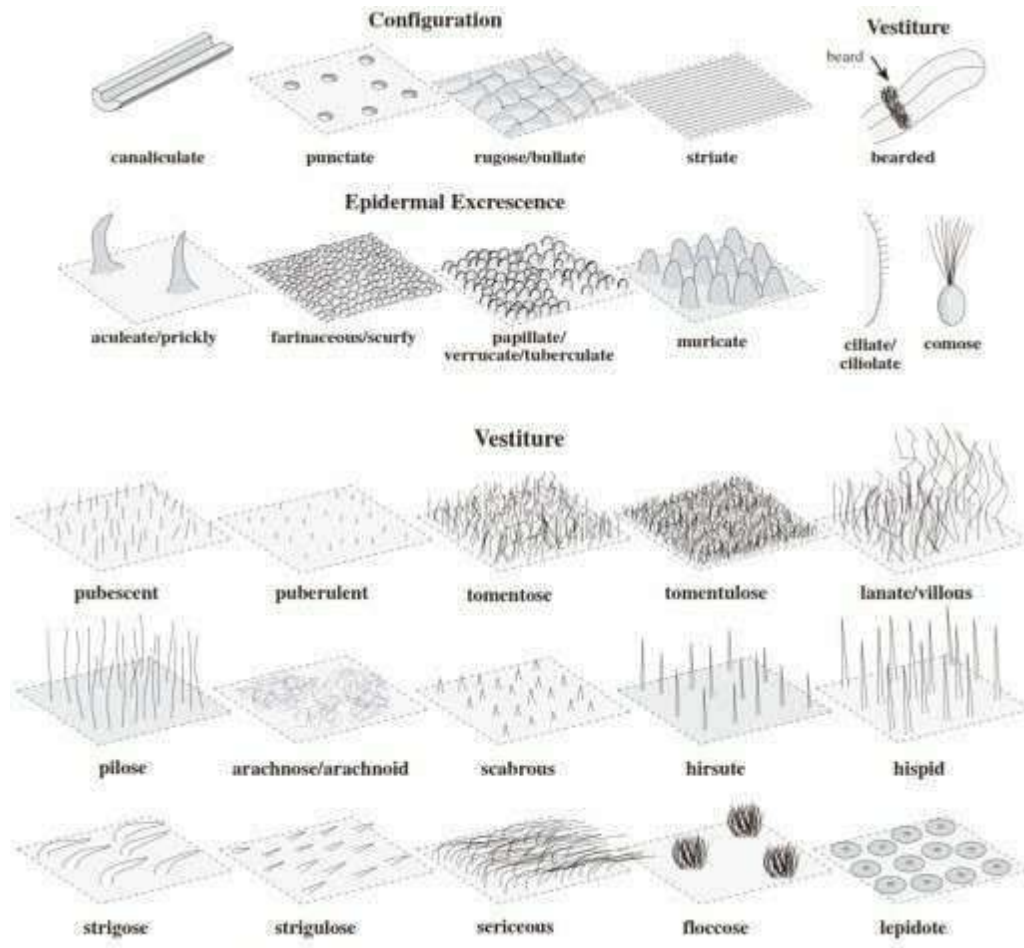 Configuration
Vestiture
beard
canaliculate
punctate
rugose/bullate
striate
bearded
Epidermal Excrescence
aculeate/prickly
farinaceous/scurfy
papillate/
verrucate/tuberculate
muricate
ciliate/
ciliolate
comose
Vestiture
pubescent
puberulent
tomentose
tomentulose
lanate/villous
pilose
arachnose/arachnoid
scabrous
hirsute
hispid
strigose
strigulose
sericeous
floccose
lepidote